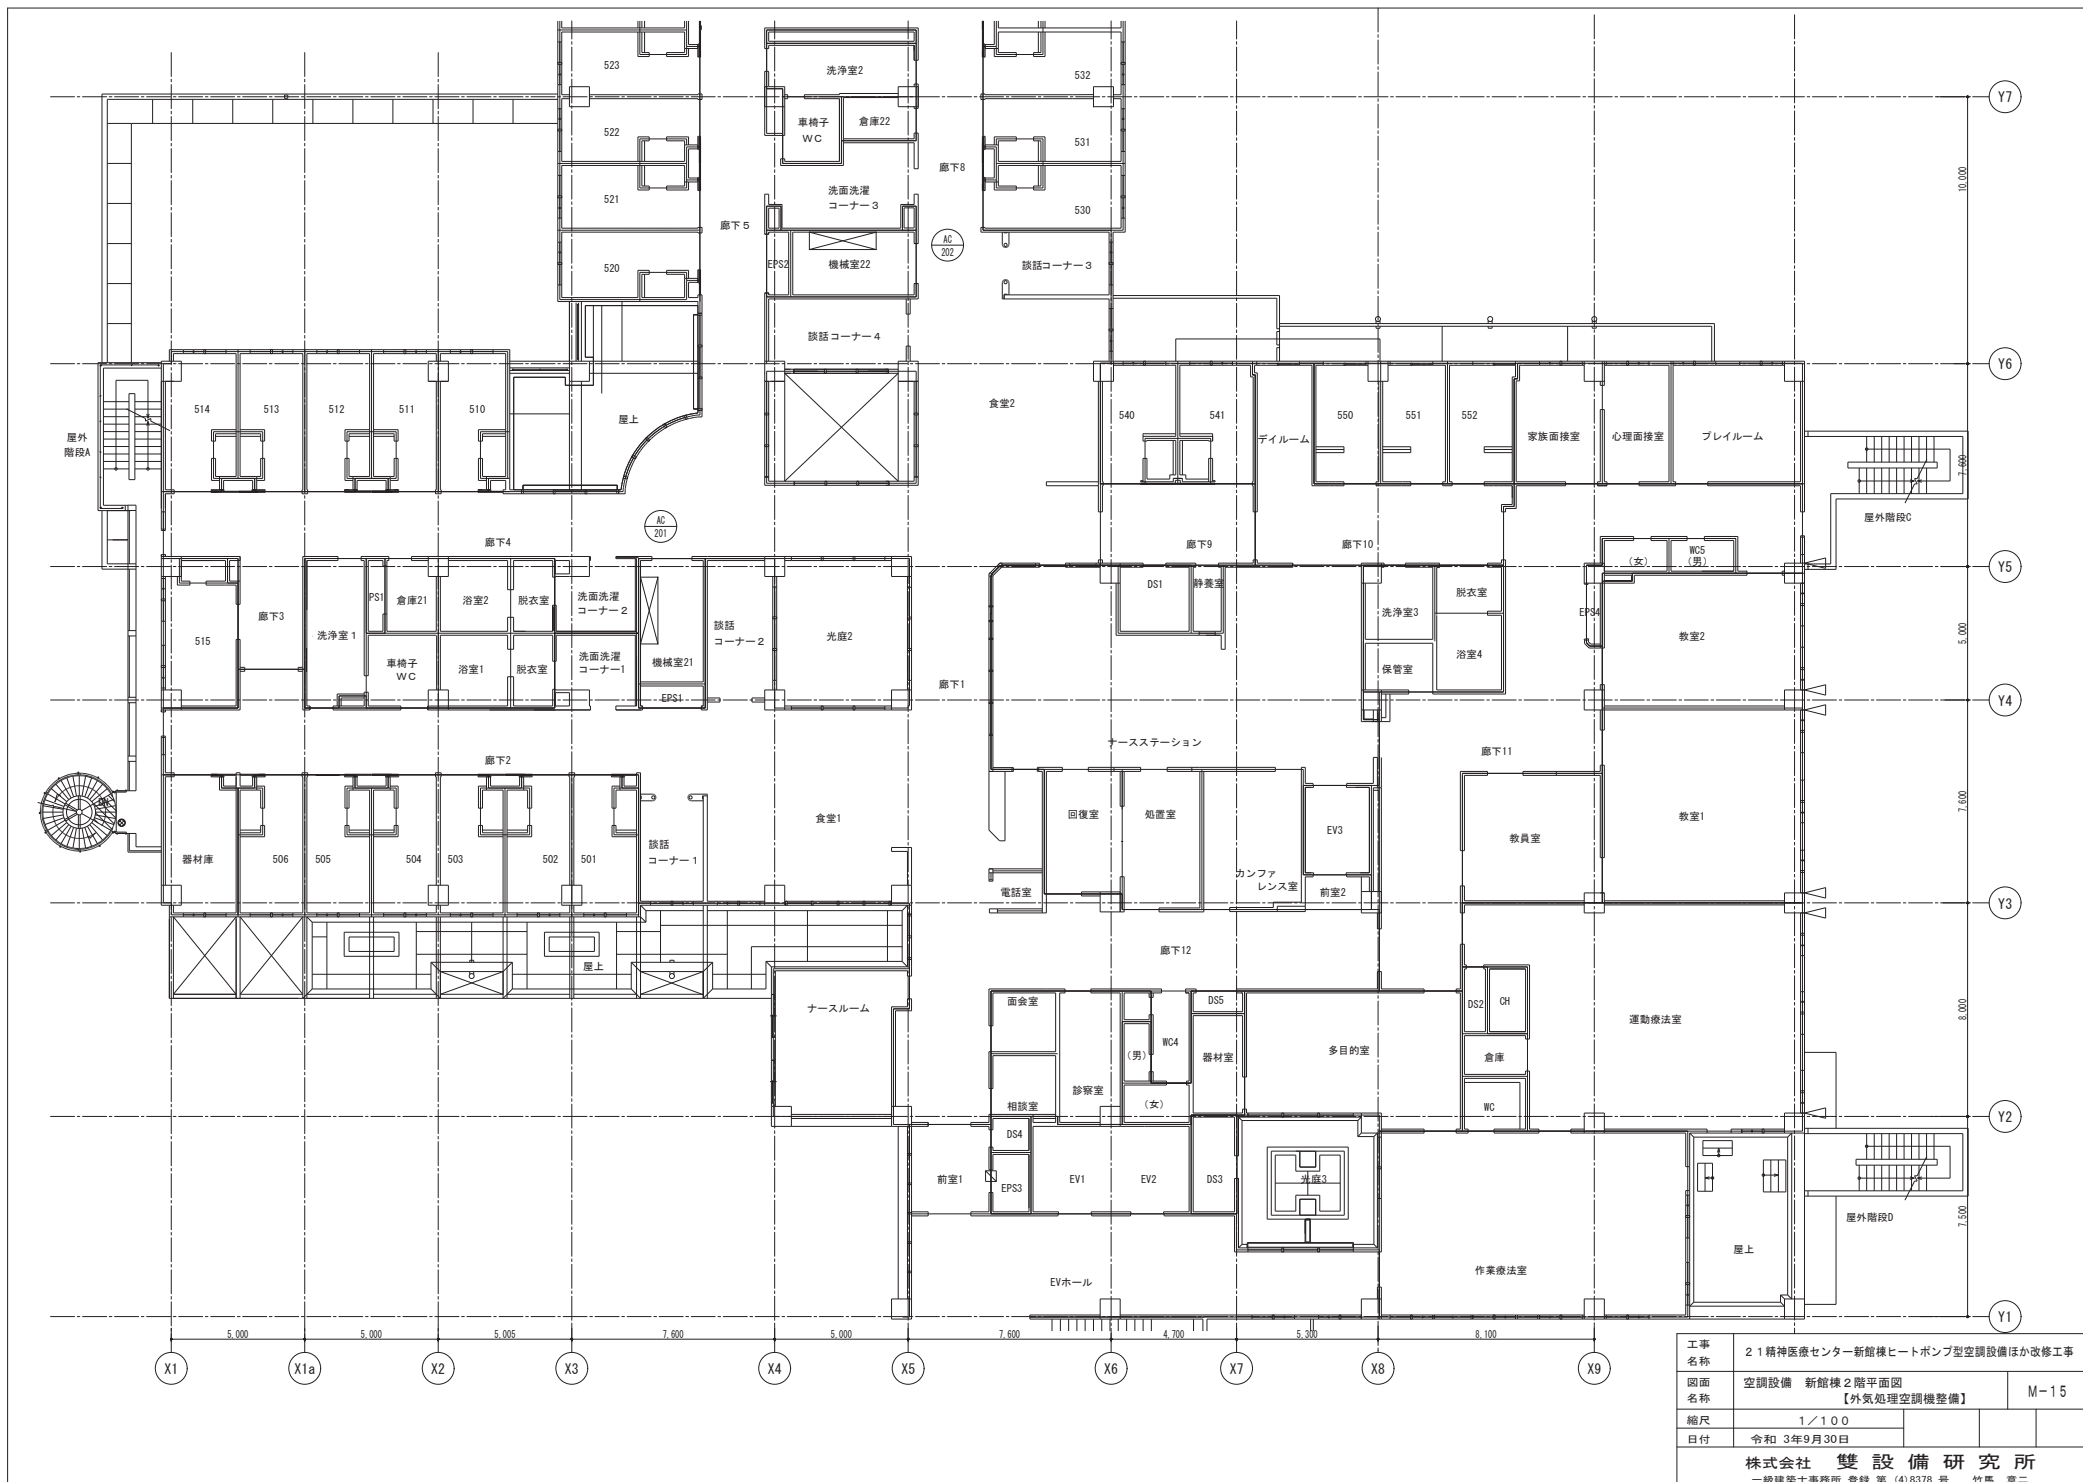 523
洗浄室2
532
Y7
522
車椅子
WC
倉庫22
531
廊下8
10,000
521
洗面洗濯
コーナー3
530
廊下5
AC
202
520
EPS2
機械室22
談話コーナー3
談話コーナー4
Y6
514
513
512
511
510
屋上
食堂2
540
541
デイルーム
550
551
552
家族面接室
心理面接室
プレイルーム
屋外
階段A
7,600
屋外階段C
AC
201
廊下4
廊下9
廊下10
(女)
WC5
(男)
Y5
515
廊下3
洗浄室1
PS1
倉庫21
浴室2
脱衣室
洗面洗濯
コーナー2
談話
コーナー2
光庭2
DS1
静養室
洗浄室3
脱衣室
EPS4
教室2
5,000
車椅子
WC
浴室1
脱衣室
洗面洗濯
コーナー1
機械室21
EPS1
廊下1
保管室
浴室4
Y4
廊下2
ナースステーション
廊下11
器材庫
506
505
504
503
502
501
談話
コーナー1
食堂1
回復室
処置室
EV3
教員室
教室1
7,600
電話室
カンファ
レンス室
前室2
Y3
屋上
廊下12
ナースルーム
面会室
(男)
WC4
DS5
器材室
多目的室
DS2
CH
運動療法室
8,000
倉庫
相談室
診察室
(女)
WC
Y2
前室1
DS4
EPS3
EV1
EV2
DS3
光庭3
屋外階段D
7,500
屋上
EVホール
作業療法室
Y1
5,000
5,000
5,005
7,600
5,000
7,600
4,700
5,300
8,100
X1
X1a
X2
X3
X4
X5
X6
X7
X8
X9
工事
名称
21精神医療センター新館棟ヒートポンプ型空調設備ほか改修工事
図面
名称
空調設備 新館棟2階平面図
【外気処理空調機整備】
M-15
縮尺
1/100
日付
令和 3年9月30日
株式会社 雙設備研究所
一級建築士事務所 登録 第 (4)8378 号